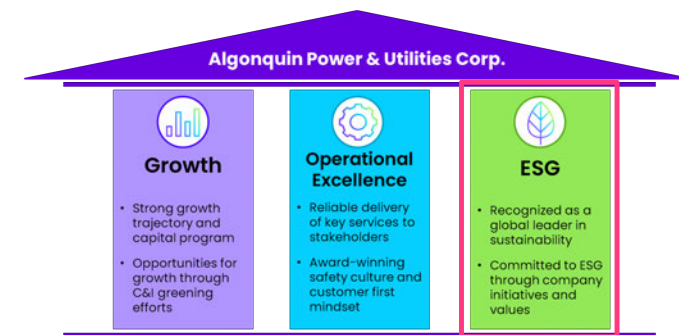 Algonquin Power & Utilities Corp.
Growth
• Strong growth
trajectory and
capital program
• Opportunities for
growth through
C&I greening
efforts
Operational
Excellence
• Reliable delivery
of key services to
stakeholders
• Award-winning
safety culture and
customer first
mindset
ESG
• Recognized as a
global leader in
sustainability
• Committed to ESG
through company
initiatives and
values